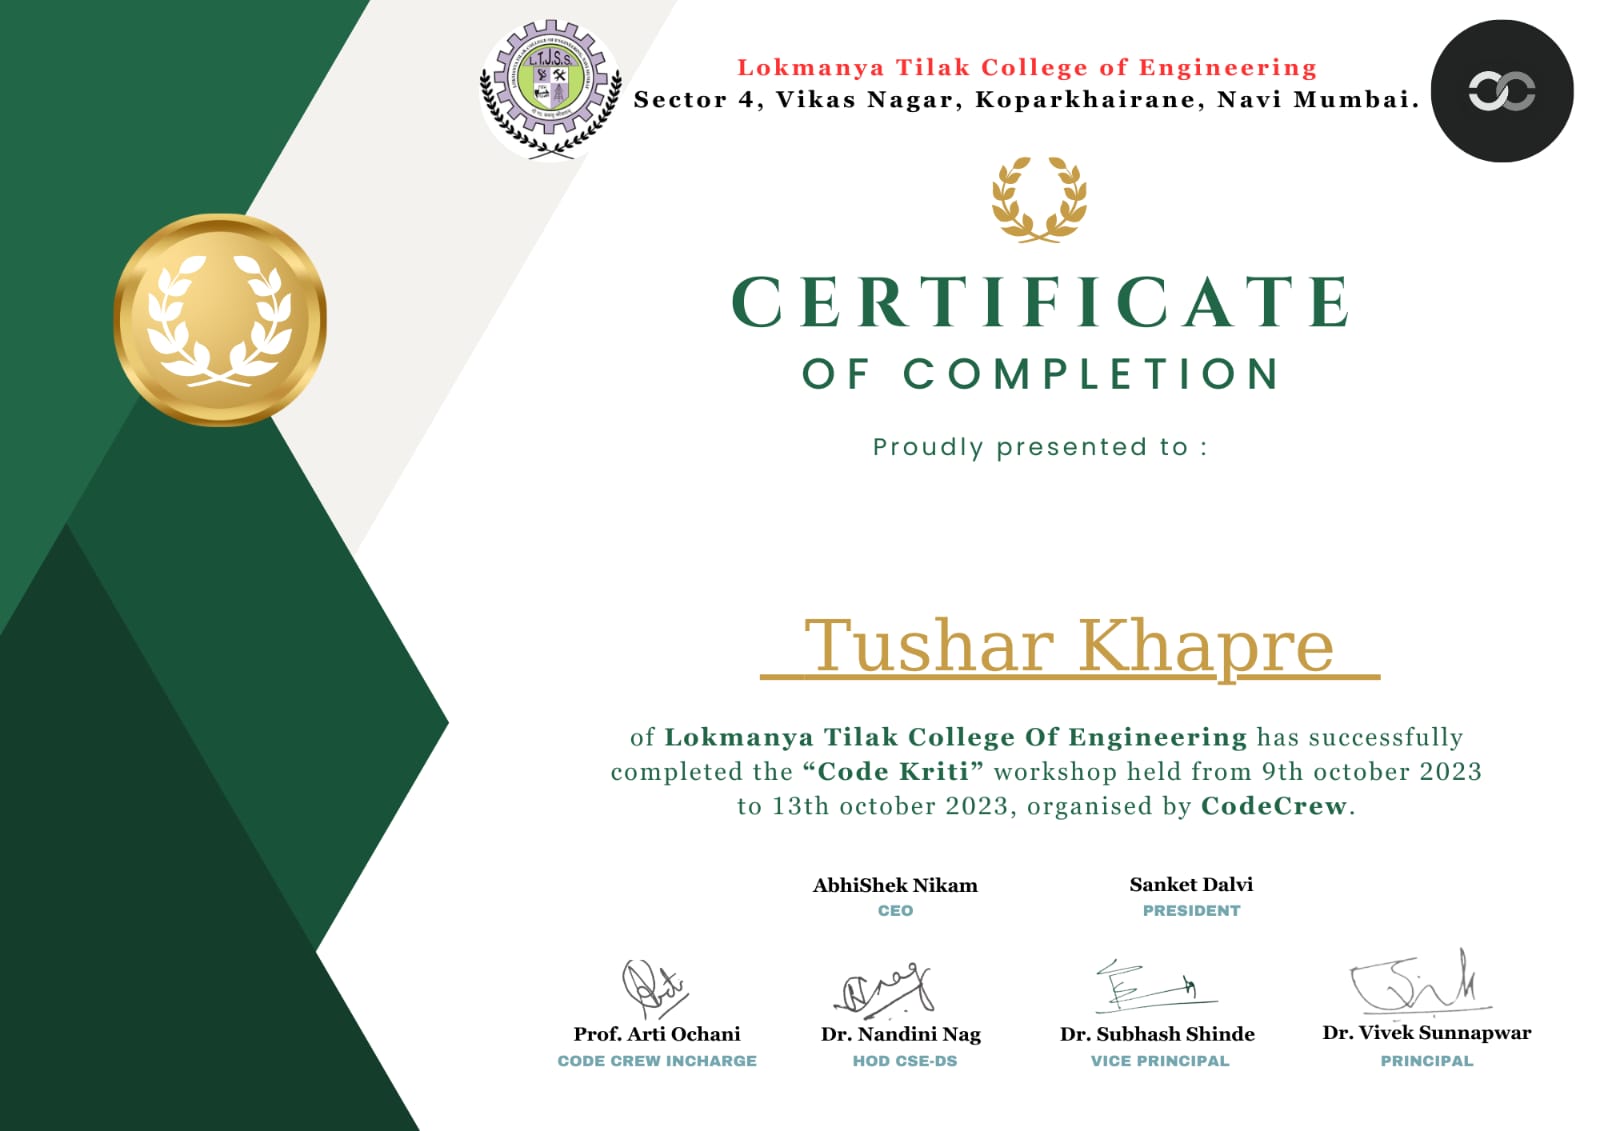 L.T.J.S.S.
Lokmanya Tilak College of Engineering
Sector 4, Vikas Nagar, Koparkhairane, Navi Mumbai.
CERTIFICATE
OF COMPLETION
Proudly presented to :
Tushar Khapre
of Lokmanya Tilak College Of Engineering has successfully
completed the “Code Kriti” workshop held from 9th october 2023
to 13th october 2023, organised by CodeCrew.
AbhiShek Nikam
CEO
Sanket Dalvi
PRESIDENT
Prof. Arti Ochani
CODE CREW INCHARGE
Dr. Nandini Nag
HOD CSE-DS
Dr. Subhash Shinde
VICE PRINCIPAL
Dr. Vivek Sunnapwar
PRINCIPAL